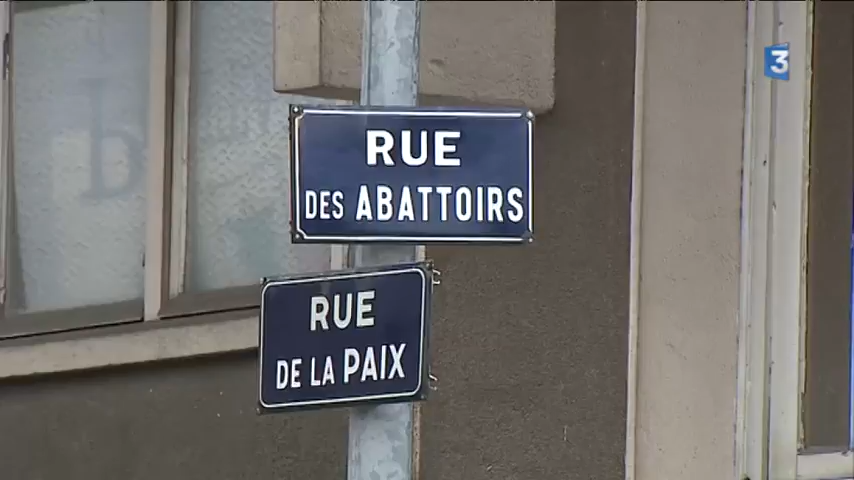 3
RUE
DES ABATTOIRS
RUE
DE LA PAIX